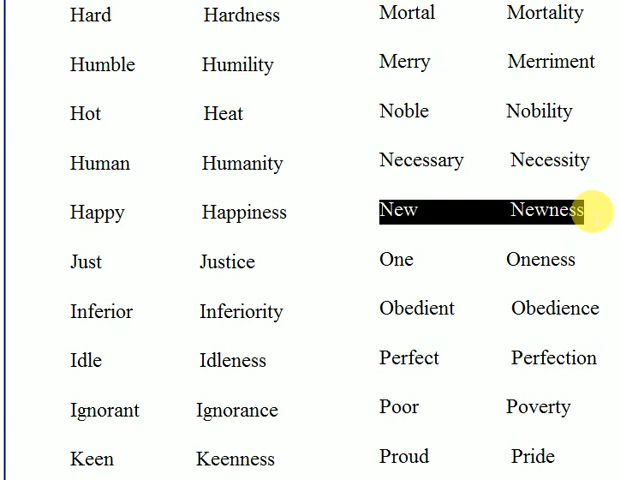 Hard Hardness
Humble Humility
Hot Heat
Human Humanity
Happy Happiness
Just Justice
Inferior Inferiority
Idle Idleness
Ignorant Ignorance
Keen Keenness
Mortal Mortality
Merry Merriment
Noble Nobility
Necessary Necessity
New Newness
One Oneness
Obedient Obedience
Perfect Perfection
Poor Poverty
Proud Pride